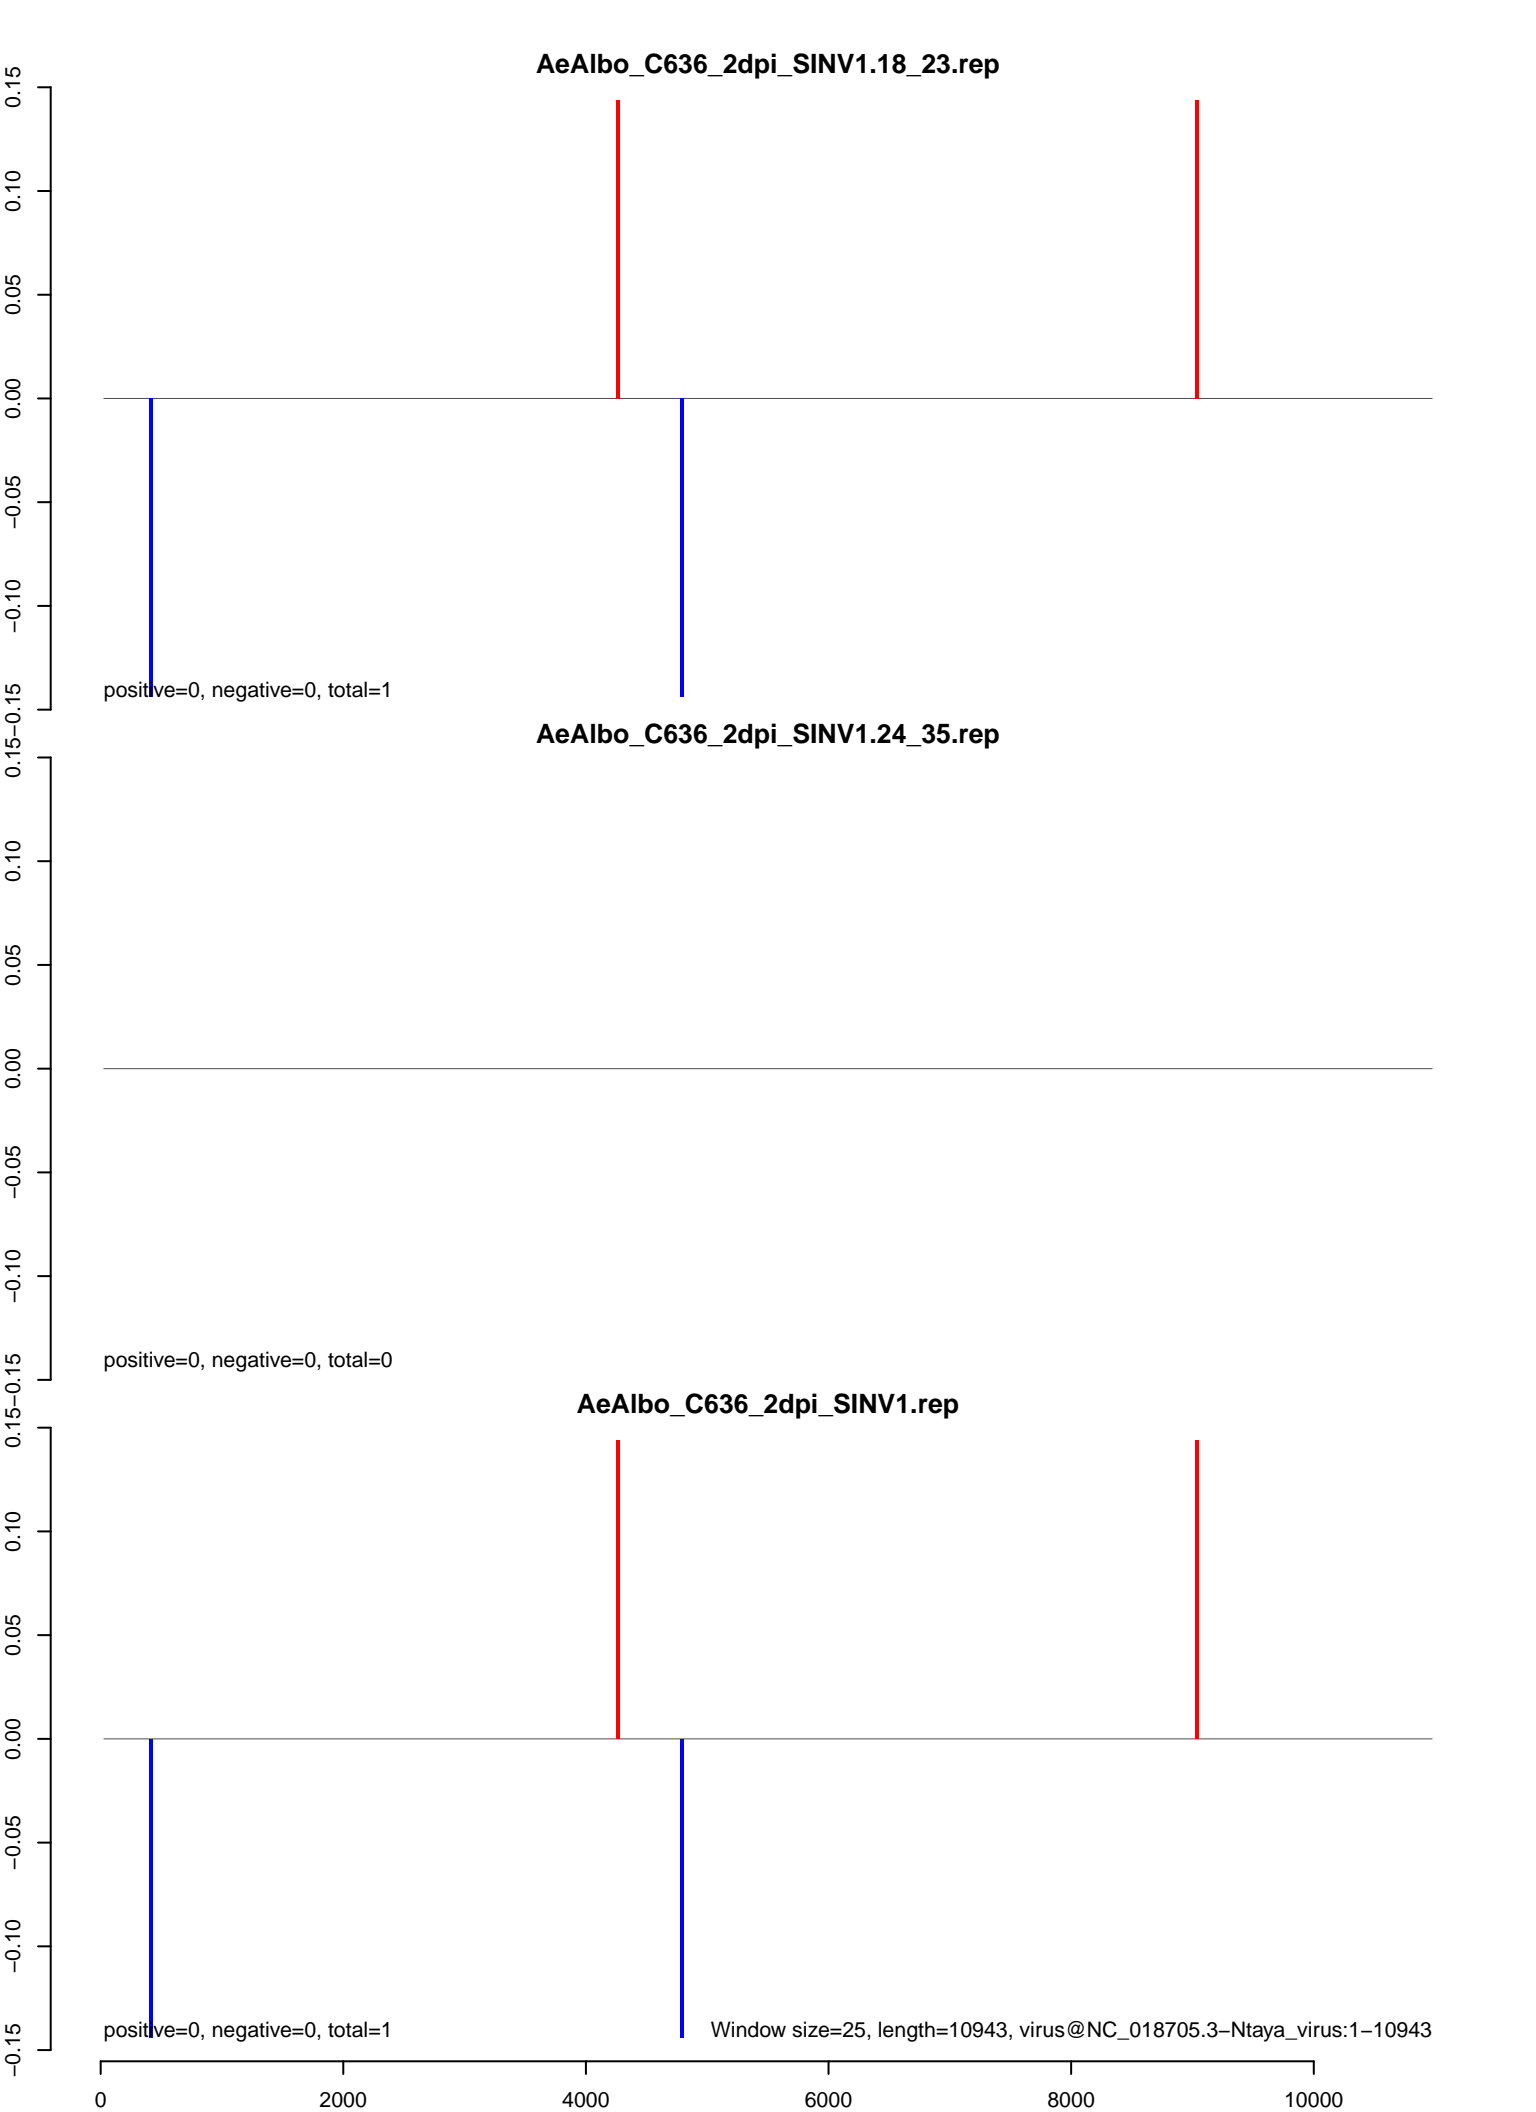 AeAlbo_C636_2dpi_SINV1.18_23.rep
0.15
0.10
0.05
0.00
−0.05
−0.10
−0.15
positive=0, negative=0, total=1
AeAlbo_C636_2dpi_SINV1.24_35.rep
0.15
0.10
0.05
0.00
−0.05
−0.10
−0.15
positive=0, negative=0, total=0
AeAlbo_C636_2dpi_SINV1.rep
0.15
0.10
0.05
0.00
−0.05
−0.10
−0.15
positive=0, negative=0, total=1
Window size=25, length=10943, virus@NC_018705.3−Ntaya_virus:1−10943
0 2000 4000 6000 8000 10000